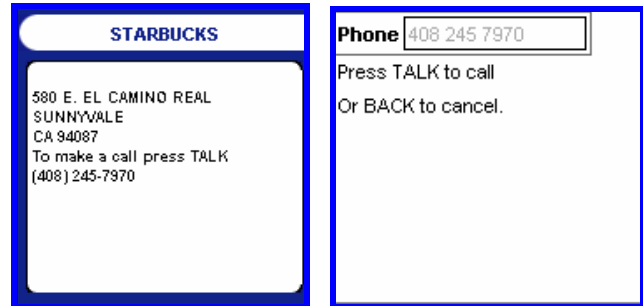 STARBUCKS
580 E. EL CAMINO REAL
SUNNYVALE
CA 94087
To make a call press TALK
(408) 245-7970
Phone 408 245 7970
Press TALK to call
Or BACK to cancel.